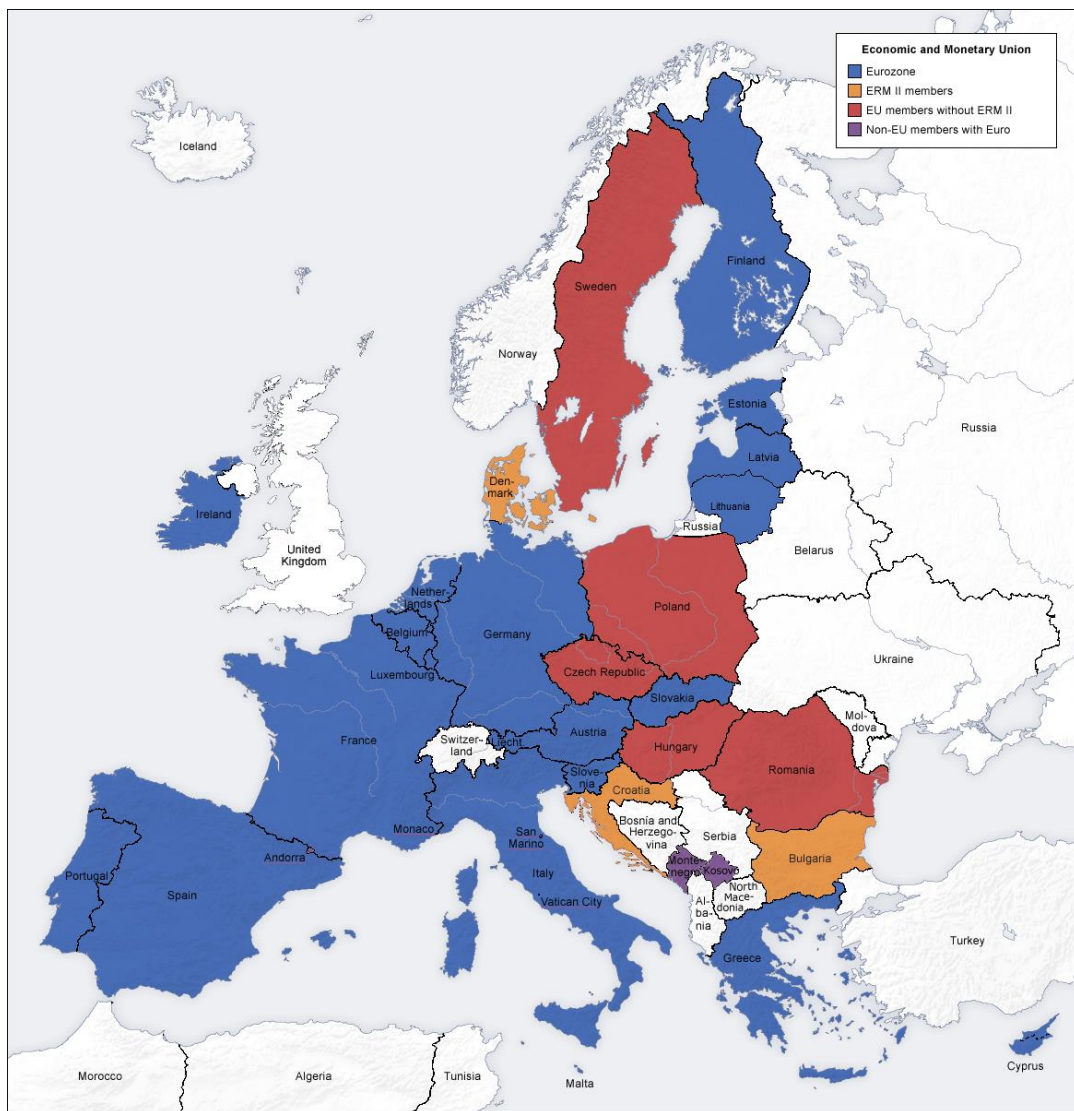 Economic and Monetary Union
Eurozone
ERM II members
EU members without ERM II
Non-EU members with Euro
Iceland
Finland
Sweden
Norway
Estonia
Russia
Latvia
Den-
mark
Lithuania
Ireland
Russia
United
Kingdom
Belarus
Nether-
lands
Poland
Belgium
Germany
Ukraine
Luxembourg
Czech Republic
Slovakia
Mol-
dova
France
Switzer-
land
Liecht.
Austria
Hungary
Romania
Slove-
nia
Croatia
Monaco
San
Marino
Bosnia and
Herzego-
vina
Serbia
Andorra
Bulgaria
Portugal
Spain
Italy
Monte-
negro
Kosovo
Vatican City
North
Mace-
donia
Al-
ba-
nia
Turkey
Greece
Cyprus
Morocco
Algeria
Tunisia
Malta